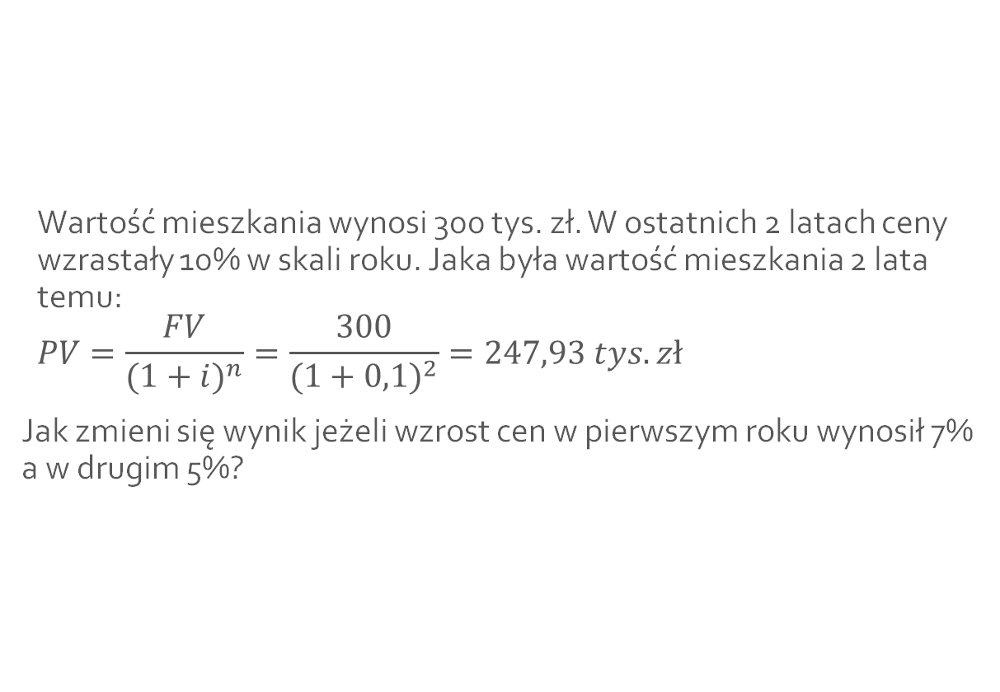 Wartość mieszkania wynosi 300 tys. zł. W ostatnich 2 latach ceny
wzrastały 10% w skali roku. Jaka była wartość mieszkania 2 lata
temu:
PV = FV / (1 + i)^n = 300 / (1 + 0,1)^2 = 247,93 tys. zł
Jak zmieni się wynik jeżeli wzrost cen w pierwszym roku wynosił 7%
a w drugim 5%?